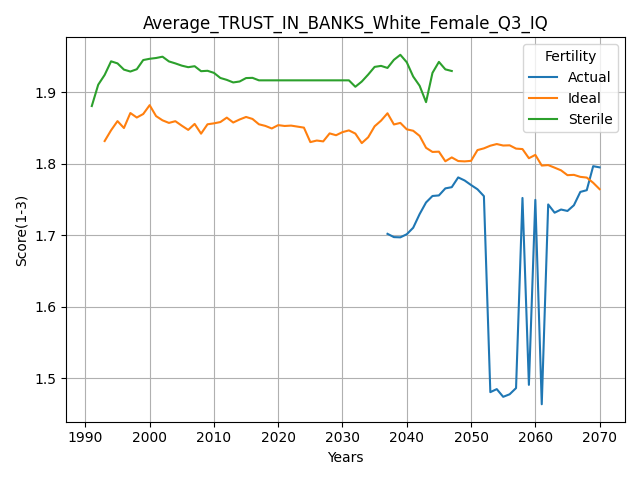 Average_TRUST_IN_BANKS_White_Female_Q3_IQ
Fertility
Actual
Ideal
Sterile
Score(1-3)
1.9
1.8
1.7
1.6
1.5
1990 2000 2010 2020 2030 2040 2050 2060 2070
Years